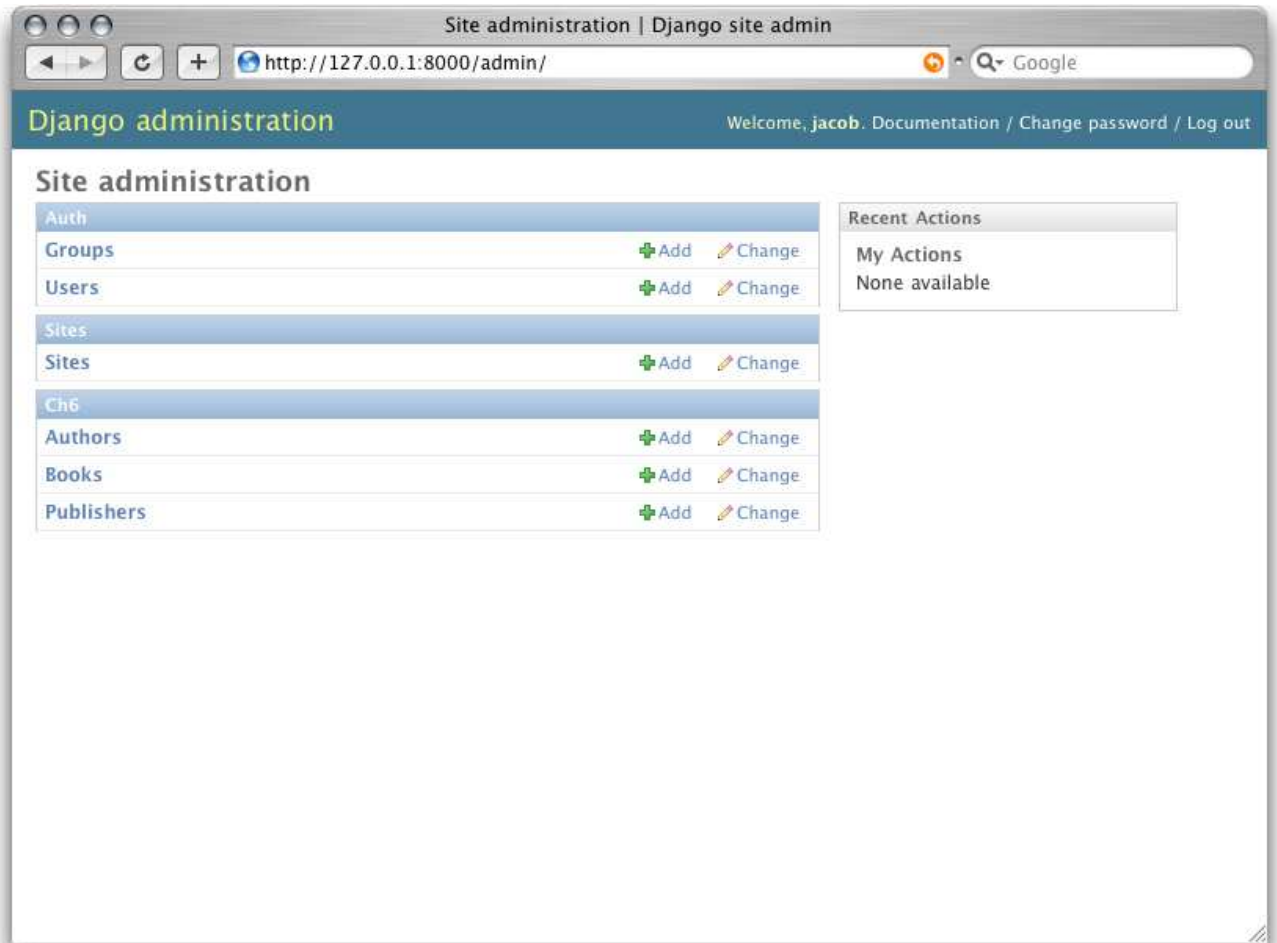 Site administration | Django site admin
http://127.0.0.1:8000/admin/
Google
Django administration
Welcome, jacob. Documentation / Change password / Log out
Site administration
Auth
Groups Add Change
Users Add Change
Sites
Sites Add Change
Ch6
Authors Add Change
Books Add Change
Publishers Add Change
Recent Actions
My Actions
None available